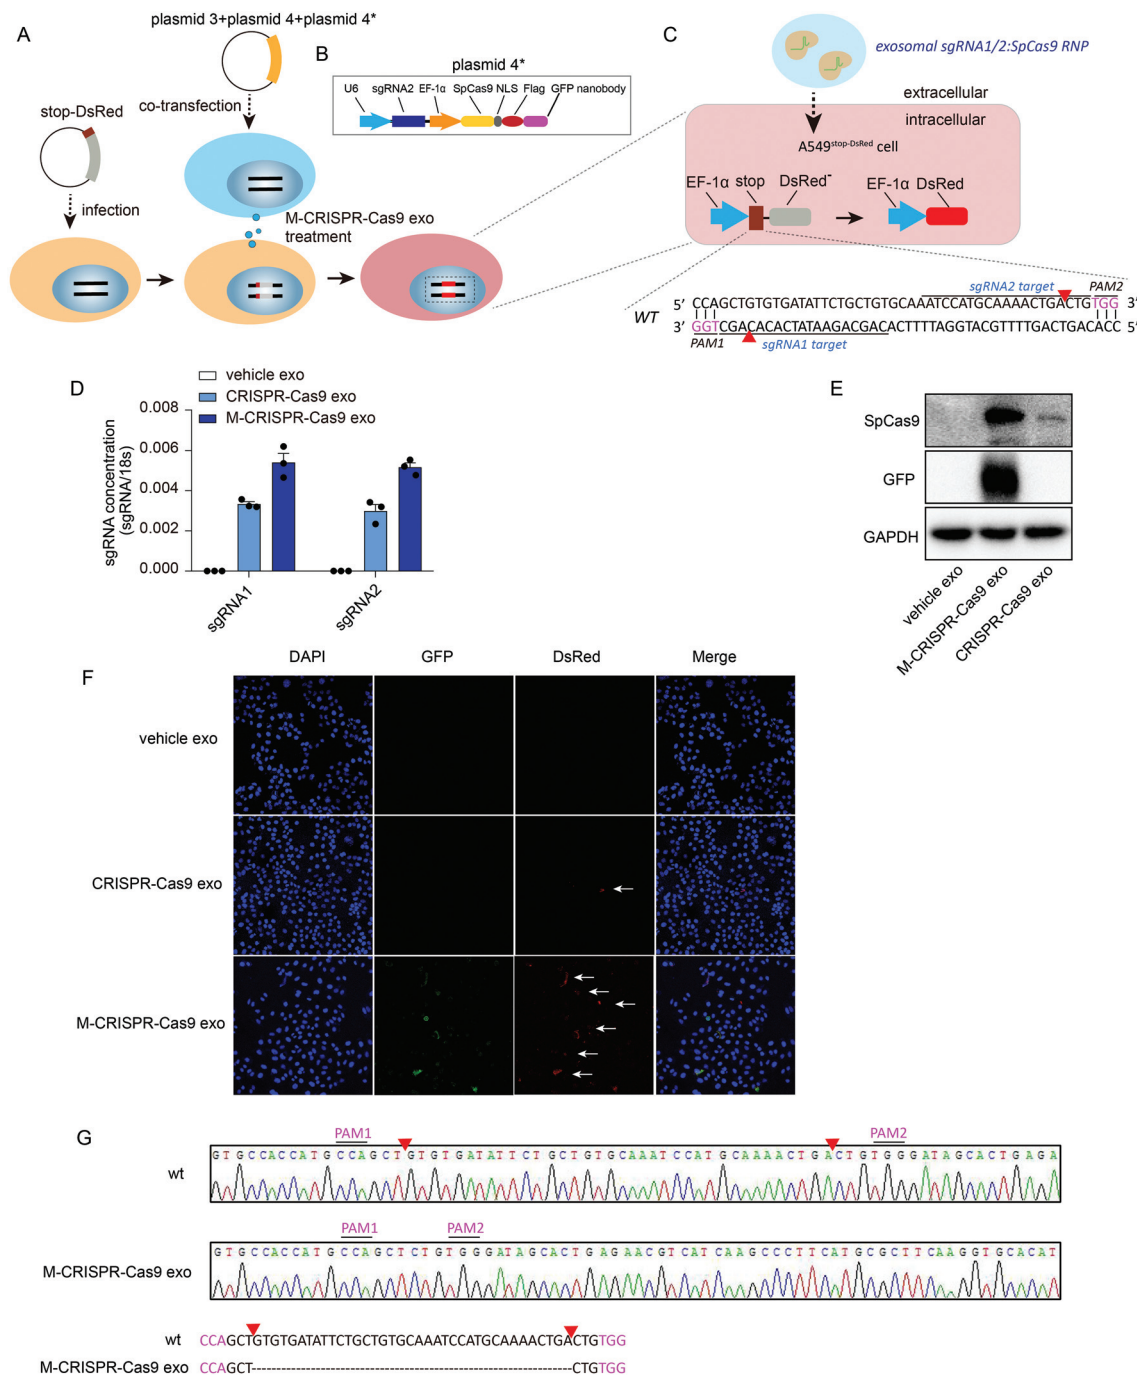 A
plasmid 3+plasmid 4+plasmid 4*
stop-DsRed
co-transfection
infection
M-CRISPR-Cas9 exo
treatment
B
plasmid 4*
U6 sgRNA2 EF-1α SpCas9 NLS Flag GFP nanobody
C
exosomal sgRNA1/2:SpCas9 RNP
extracellular
intracellular
A549stop-DsRed cell
EF-1α stop DsRed-
EF-1α DsRed
sgRNA2 target PAM2
5' CCAGCTGTGTGATATTCTGCTGTGCAAATCCATGCAAAACTGACTGTGG 3'
WT
3' GGTCGACACACTATAAGACGACACTTTTAGGTACGTTTTGACTGACACC 5'
PAM1 sgRNA1 target
D
vehicle exo
CRISPR-Cas9 exo
M-CRISPR-Cas9 exo
sgRNA concentration
(sgRNA/18s)
0.008
0.006
0.004
0.002
0.000
sgRNA1
sgRNA2
E
SpCas9
GFP
GAPDH
vehicle exo
M-CRISPR-Cas9 exo
CRISPR-Cas9 exo
F
DAPI GFP DsRed Merge
vehicle exo
CRISPR-Cas9 exo
M-CRISPR-Cas9 exo
G
PAM1 PAM2
wt
GTGCCACCATGCCAGCTGTGTGATATTCTGCTGTGCAAATCCATGCAAAACTGACTGTGGGATAGCACTGAGA
PAM1 PAM2
M-CRISPR-Cas9 exo
GTGCCACCATGCCAGCTCTGTGGGATAGCACTGAGAACGTCATCAAGCCCTTCATGCGCTTCAAGGTGCACAT
wt CCAGCTGTGTGATATTCTGCTGTGCAAATCCATGCAAAACTGACTGTGG
M-CRISPR-Cas9 exo CCAGCT----------------------------------------CTGTGG